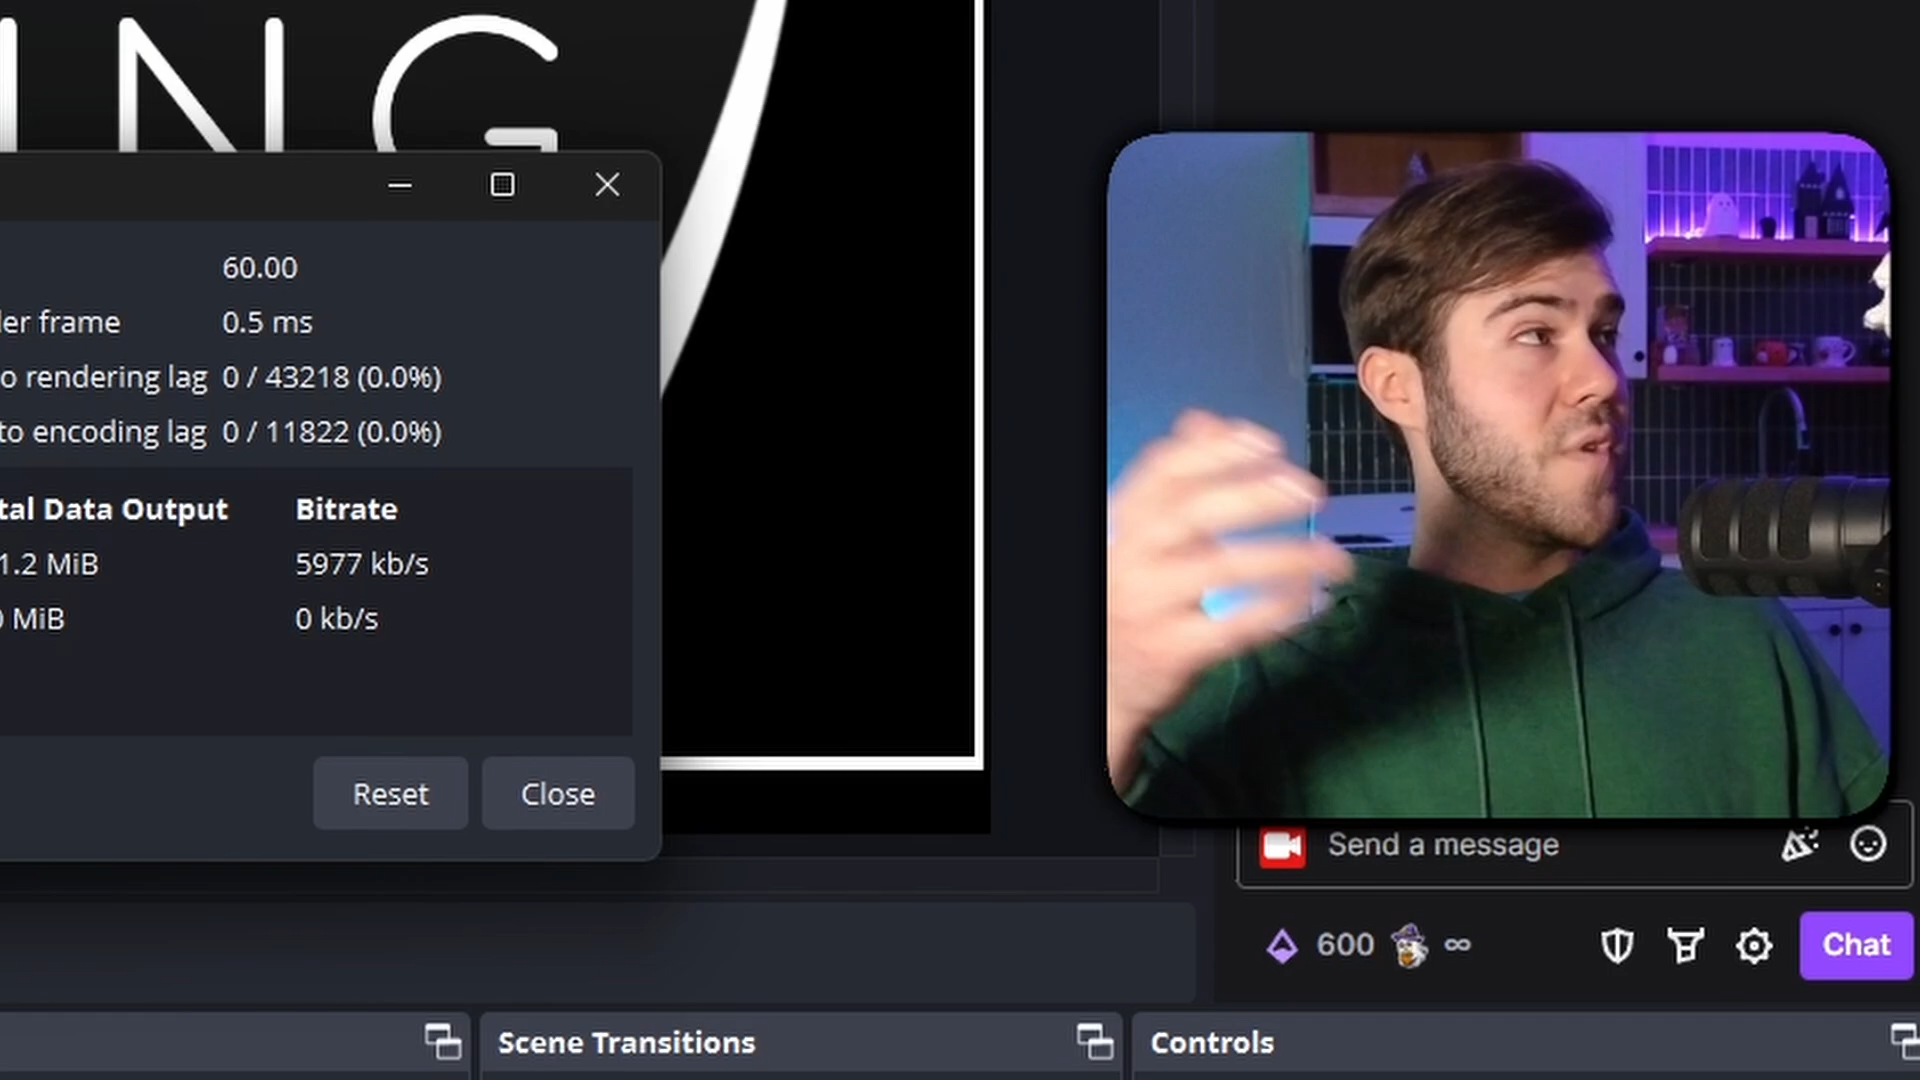 ING
60.00
ler frame 0.5 ms
o rendering lag 0 / 43218 (0.0%)
to encoding lag 0 / 11822 (0.0%)
tal Data Output Bitrate
1.2 MiB 5977 kb/s
0 MiB 0 kb/s
Reset Close
Send a message
600 ∞ Chat
Scene Transitions
Controls